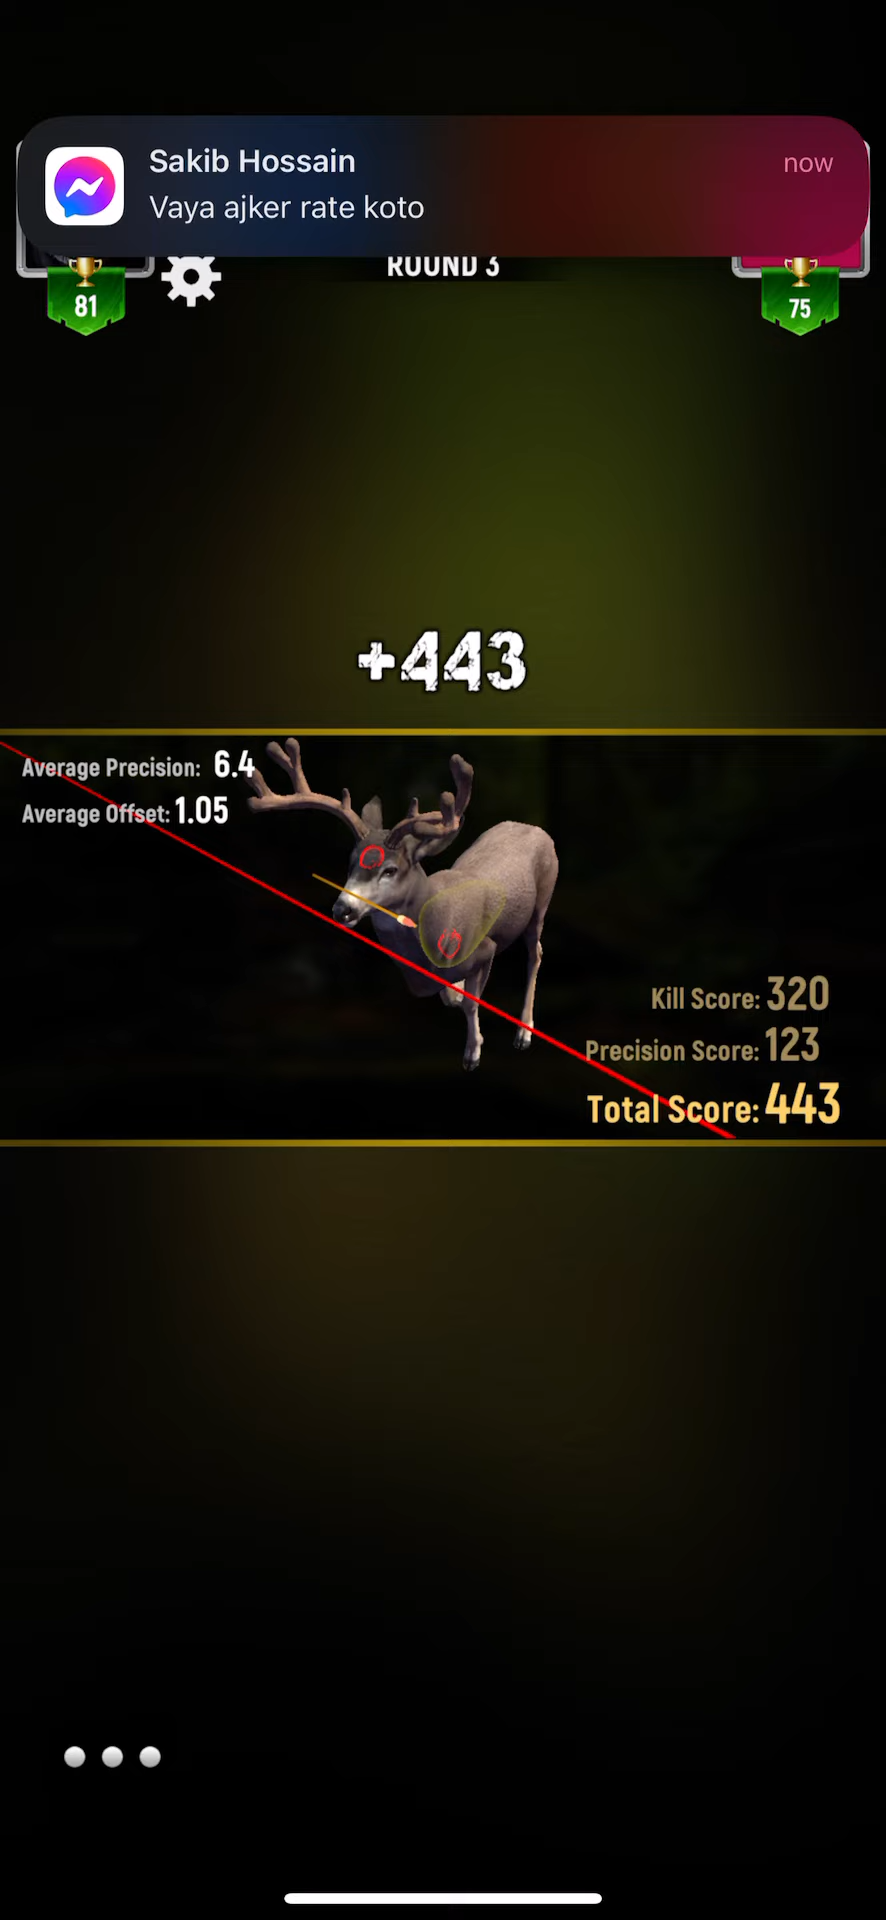 Sakib Hossain
now
Vaya ajker rate koto
ROUND 3
81
75
+443
Average Precision: 6.4
Average Offset: 1.05
Kill Score: 320
Precision Score: 123
Total Score: 443